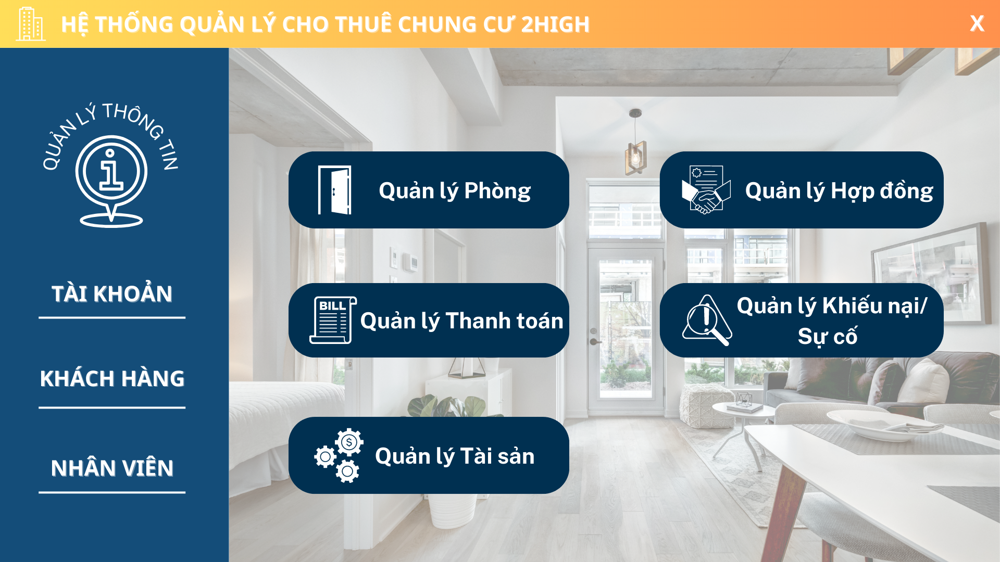 HỆ THỐNG QUẢN LÝ CHO THUÊ CHUNG CƯ 2HIGH
X
QUẢN LÝ THÔNG TIN
TÀI KHOẢN
KHÁCH HÀNG
NHÂN VIÊN
Quản lý Phòng
Quản lý Hợp đồng
BILL
Quản lý Thanh toán
Quản lý Khiếu nại/
Sự cố
$
Quản lý Tài sản